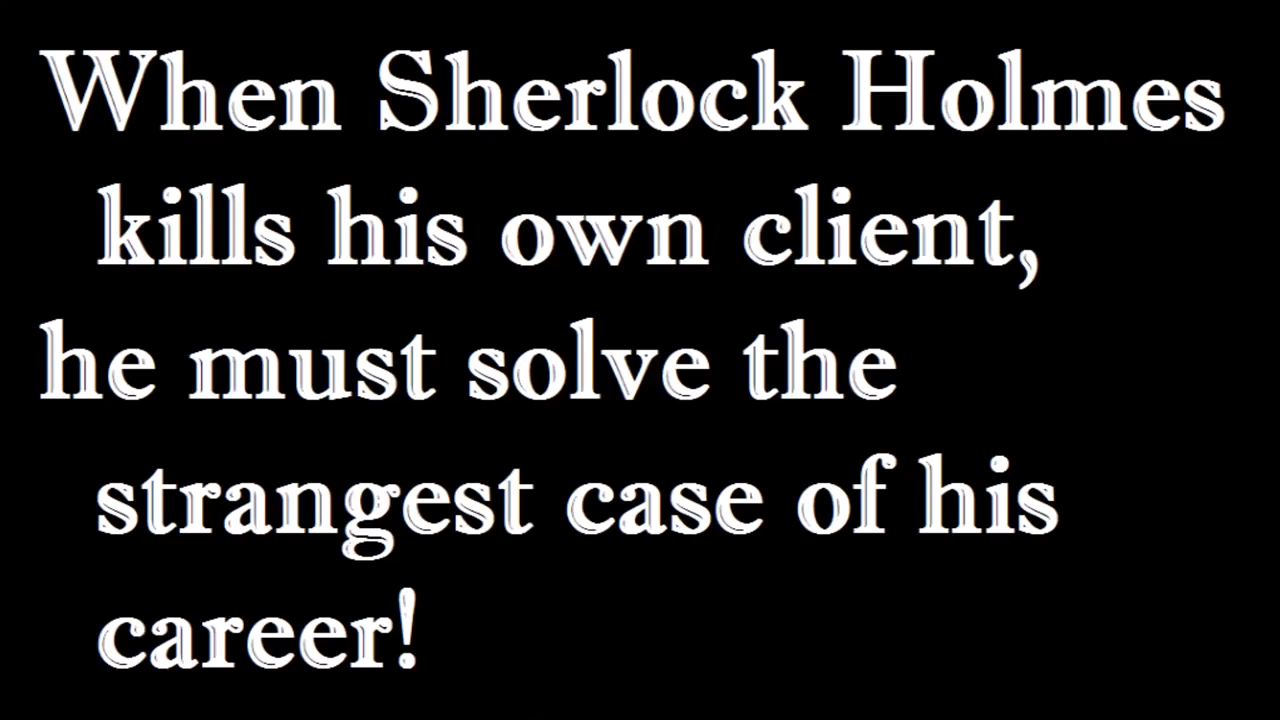 When Sherlock Holmes
kills his own client,
he must solve the
strangest case of his
career!